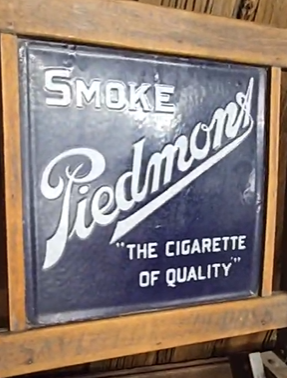 SMOKE
Piedmont
"THE CIGARETTE
OF QUALITY"